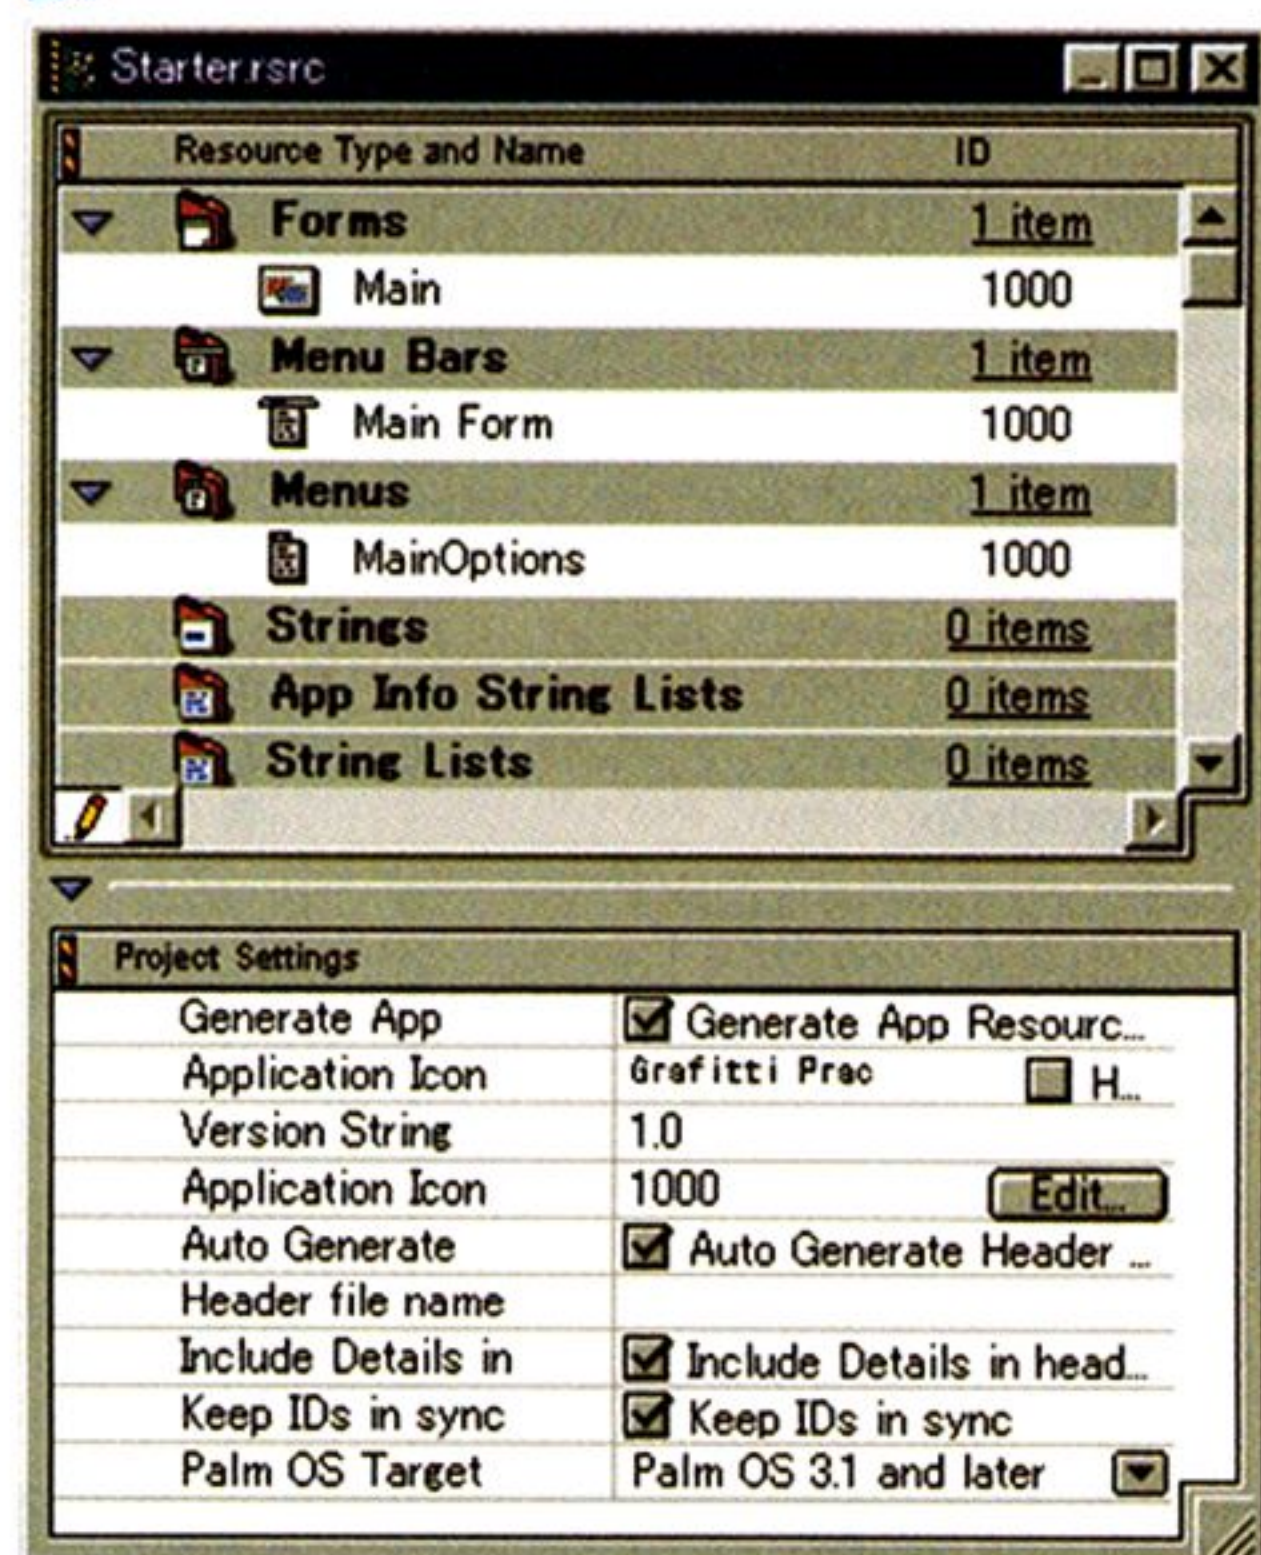 Starter.rsrc
Resource Type and Name ID
Forms 1 item
Main 1000
Menu Bars 1 item
Main Form 1000
Menus 1 item
MainOptions 1000
Strings 0 items
App Info String Lists 0 items
String Lists 0 items
Project Settings
Generate App Generate App Resourc...
Application Icon Grafitti Prac H...
Version String 1.0
Application Icon 1000 Edit...
Auto Generate Auto Generate Header ...
Header file name
Include Details in Include Details in head...
Keep IDs in sync Keep IDs in sync
Palm OS Target Palm OS 3.1 and later